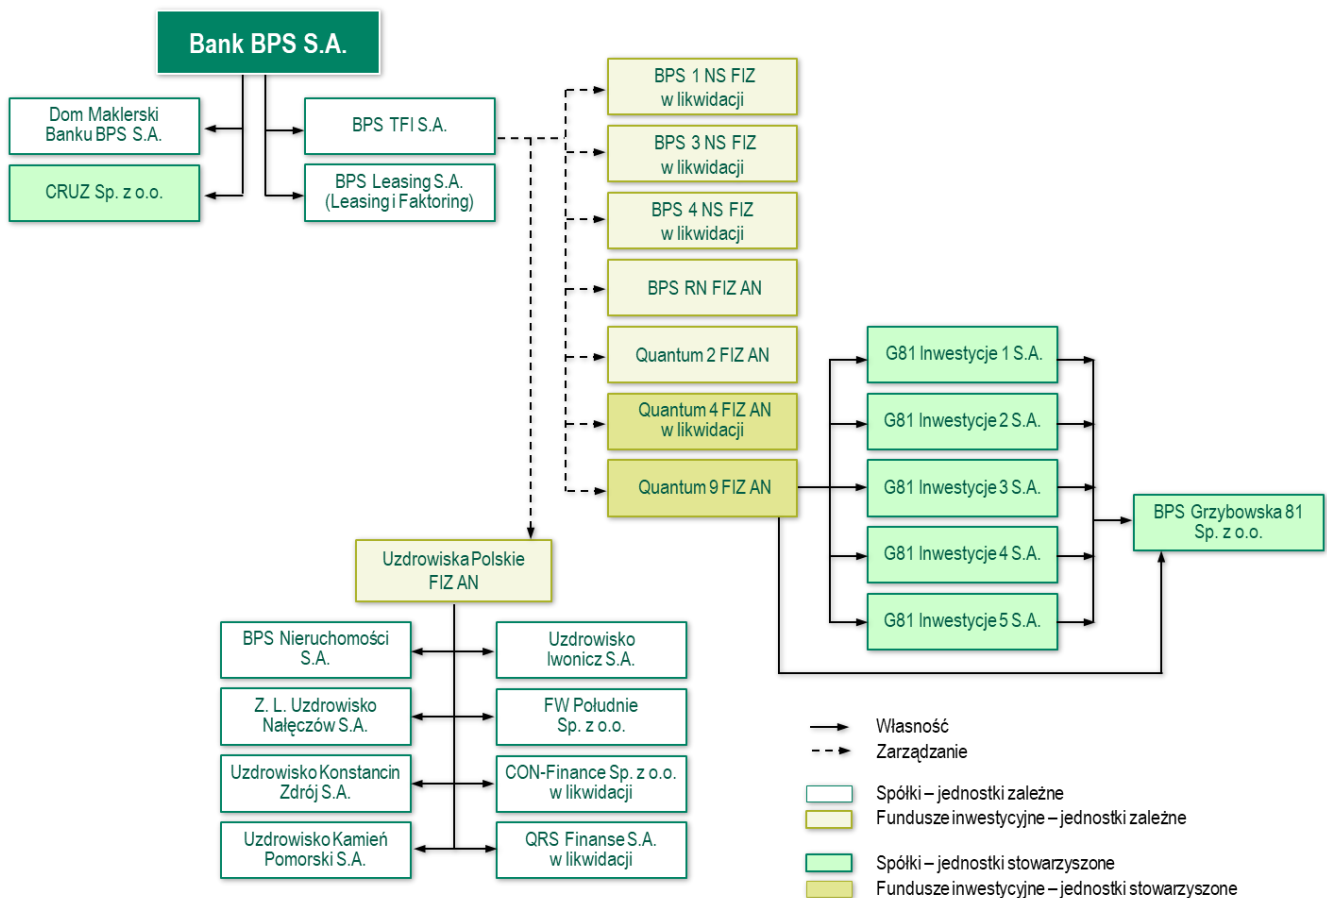 Bank BPS S.A.
Dom Maklerski
Banku BPS S.A.
BPS TFI S.A.
CRUZ Sp. z o.o.
BPS Leasing S.A.
(Leasing i Faktoring)
BPS 1 NS FIZ
w likwidacji
BPS 3 NS FIZ
w likwidacji
BPS 4 NS FIZ
w likwidacji
BPS RN FIZ AN
Quantum 2 FIZ AN
Quantum 4 FIZ AN
w likwidacji
Quantum 9 FIZ AN
G81 Inwestycje 1 S.A.
G81 Inwestycje 2 S.A.
G81 Inwestycje 3 S.A.
G81 Inwestycje 4 S.A.
G81 Inwestycje 5 S.A.
BPS Grzybowska 81
Sp. z o.o.
Uzdrowiska Polskie
FIZ AN
BPS Nieruchomości
S.A.
Uzdrowisko
Iwonicz S.A.
Z. L. Uzdrowisko
Nałęczów S.A.
FW Południe
Sp. z o.o.
Uzdrowisko Konstancin
Zdrój S.A.
CON-Finance Sp. z o.o.
w likwidacji
Uzdrowisko Kamień
Pomorski S.A.
QRS Finanse S.A.
w likwidacji
Własność
Zarządzanie
Spółki – jednostki zależne
Fundusze inwestycyjne – jednostki zależne
Spółki – jednostki stowarzyszone
Fundusze inwestycyjne – jednostki stowarzyszone